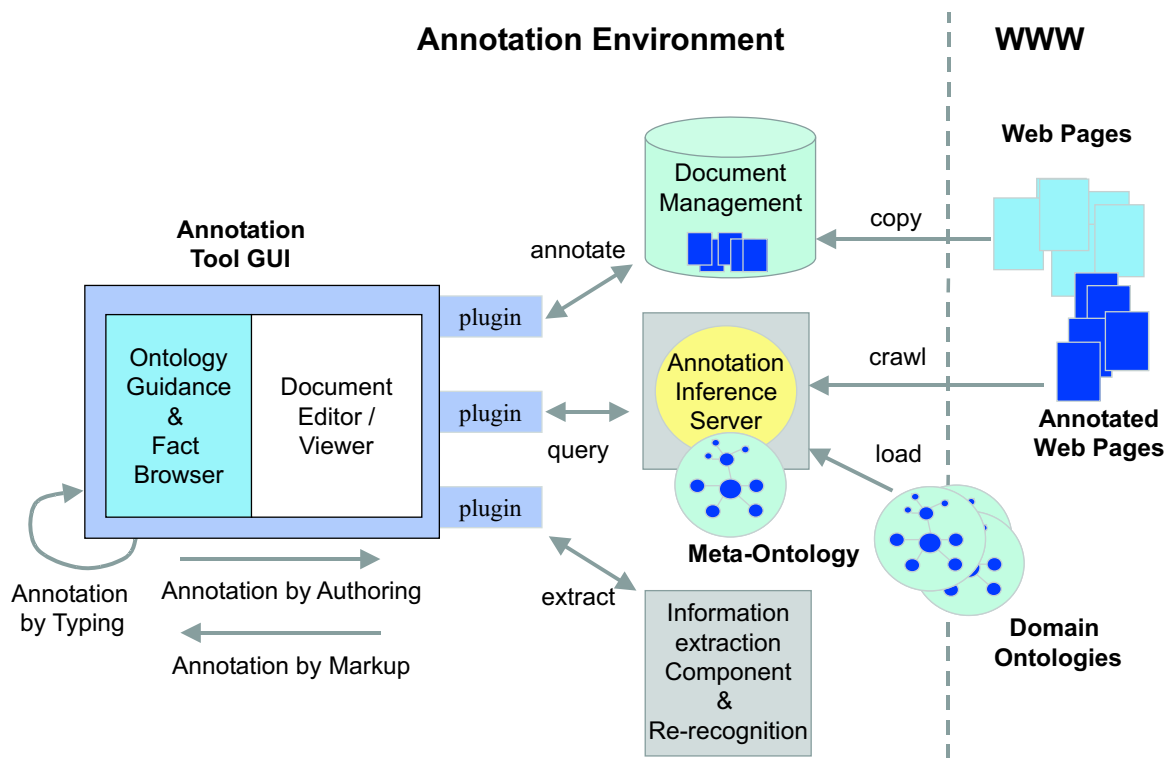 Annotation Environment
WWW
Web Pages
Document
Management
copy
Annotation
Tool GUI
annotate
plugin
Ontology
Guidance
&
Fact
Browser
Document
Editor /
Viewer
plugin
query
Annotation
Inference
Server
crawl
Annotated
Web Pages
load
plugin
Meta-Ontology
Annotation
by Typing
Annotation by Authoring
Annotation by Markup
extract
Information
extraction
Component
&
Re-recognition
Domain
Ontologies